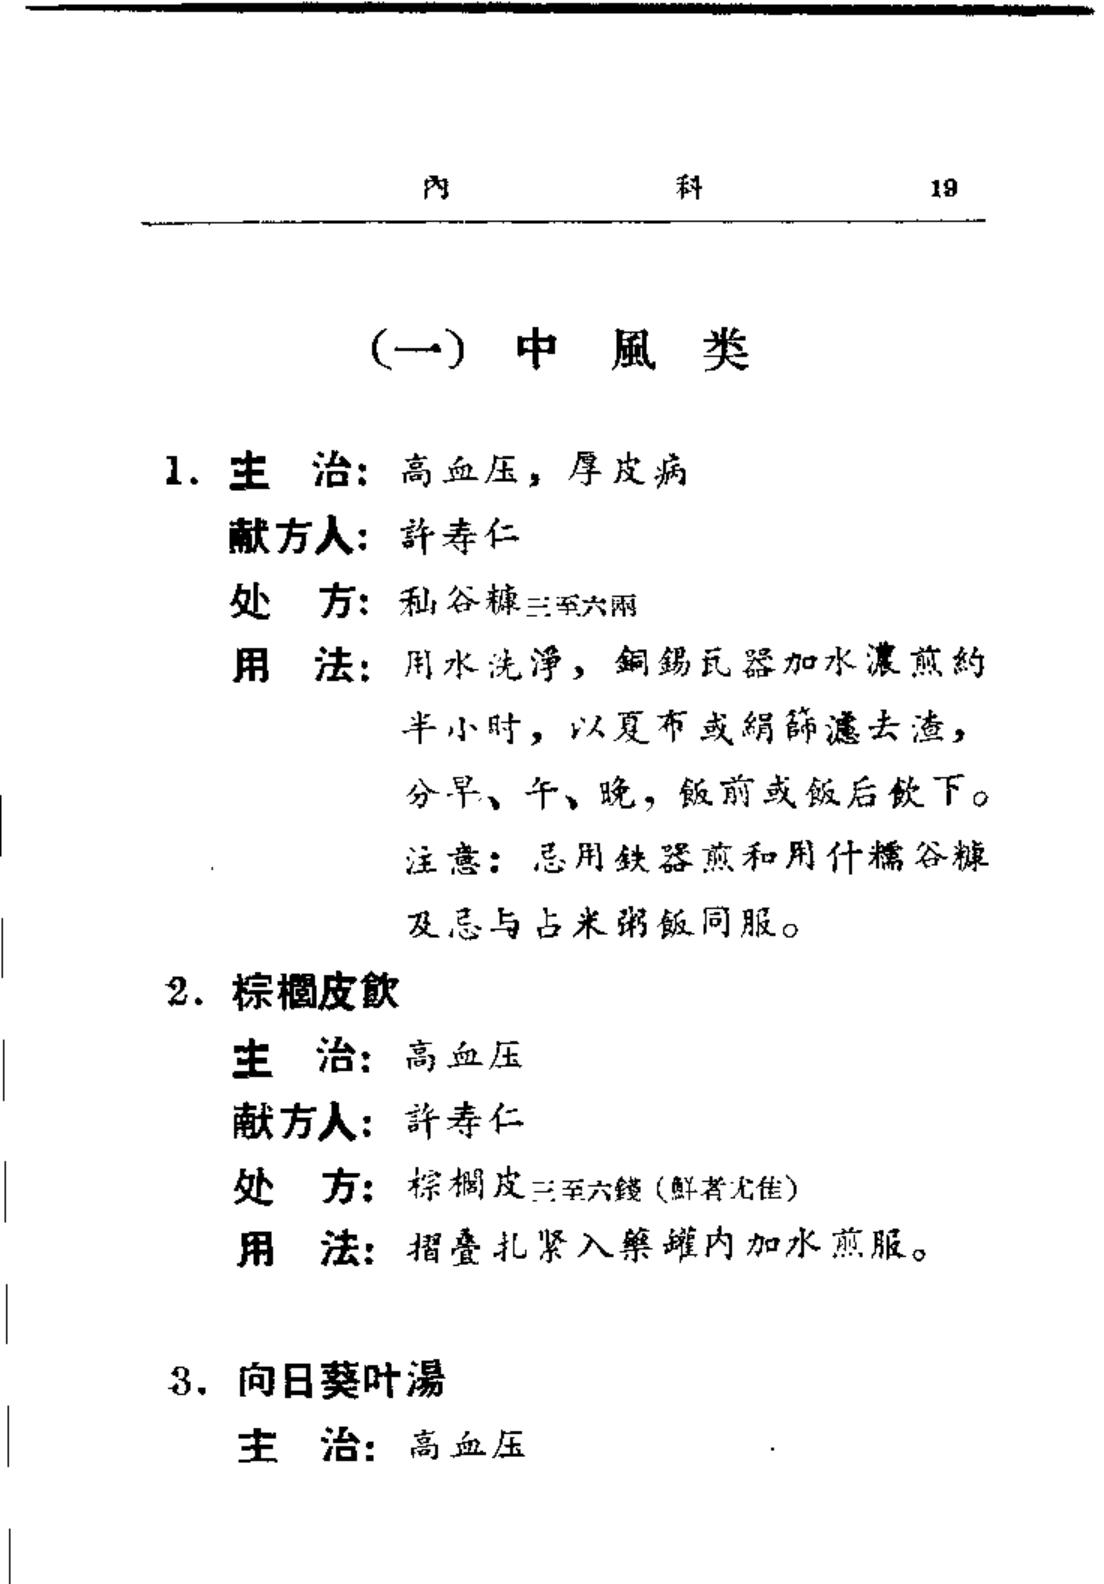 內 科 19
(一) 中 風 类
1. 主 治: 高血压，厚皮病
献方人: 許寿仁
处 方: 秈谷糠三至六兩
用 法: 用水洗淨，銅錫瓦器加水濃煎約
半小时，以夏布或絹篩濾去渣，
分早、午、晚，飯前或飯后飲下。
注意: 忌用鉄器煎和用什糯谷糠
及忌与占米粥飯同服。
2. 棕櫚皮飲
主 治: 高血压
献方人: 許寿仁
处 方: 棕櫚皮三至六錢 (鮮者尤佳)
用 法: 摺叠扎紧入藥罐内加水煎服。
3. 向日葵叶湯
主 治: 高血压